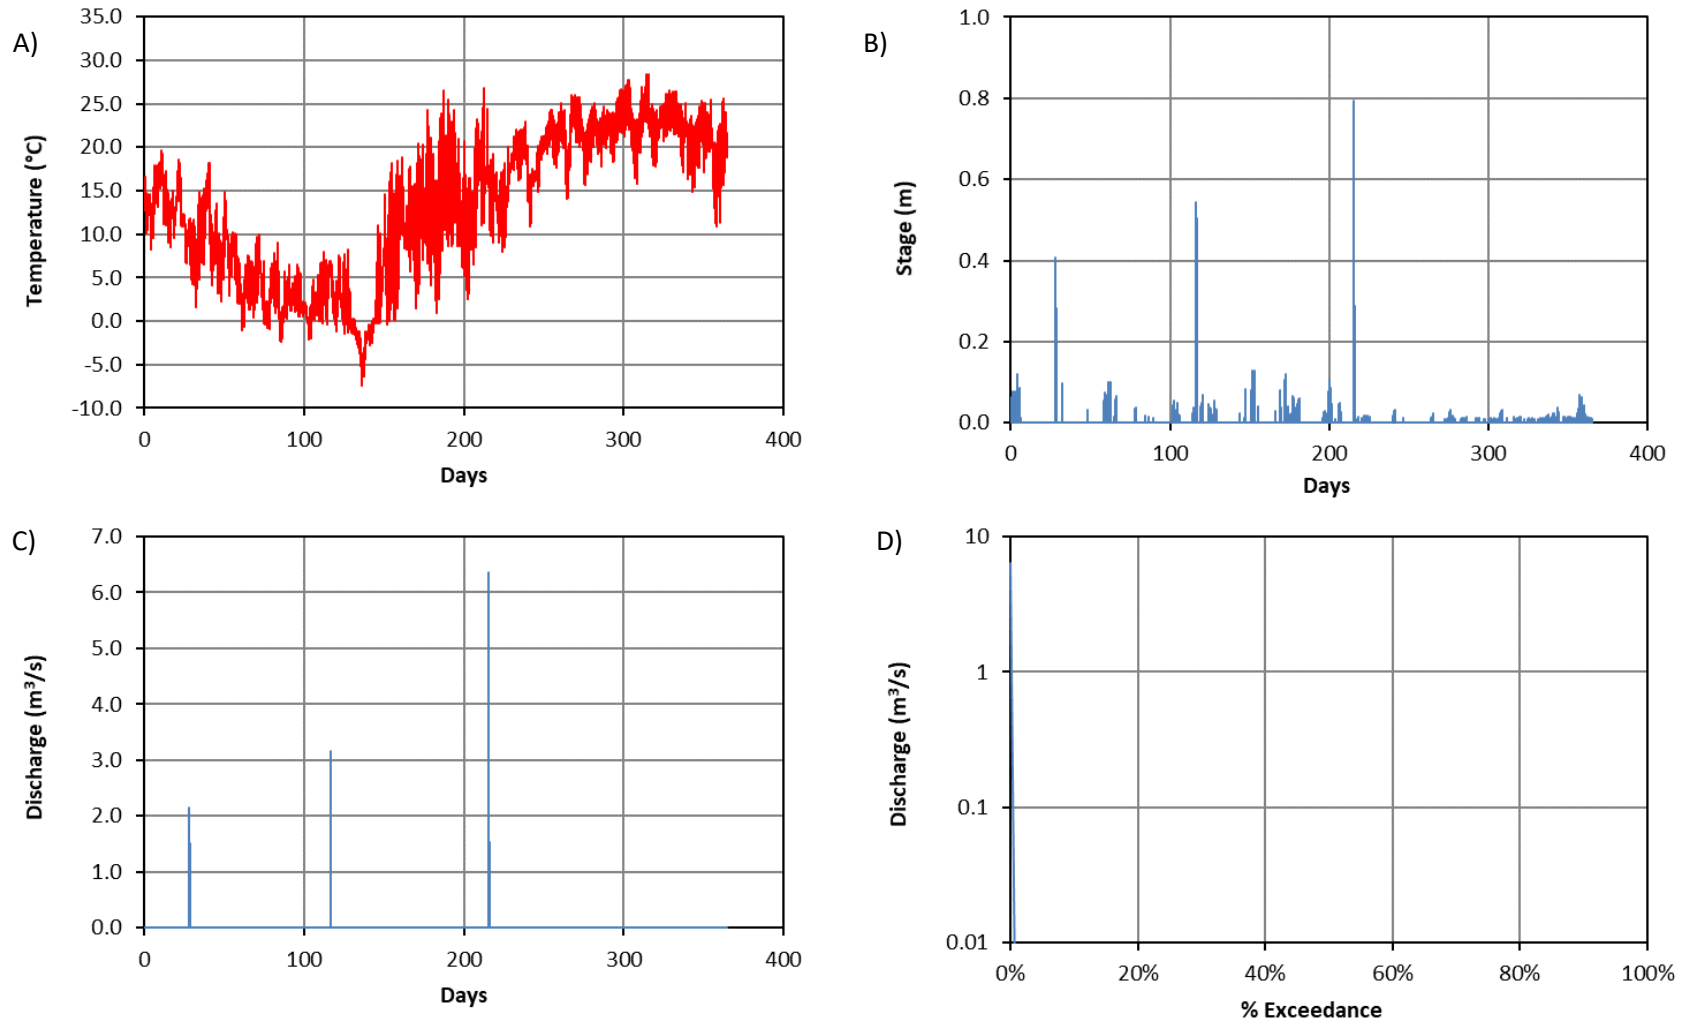 A)
35.0
30.0
25.0
20.0
15.0
10.0
5.0
0.0
-5.0
-10.0
Temperature (°C)
0 100 200 300 400
Days
B)
1.0
0.8
0.6
0.4
0.2
0.0
Stage (m)
0 100 200 300 400
Days
C)
7.0
6.0
5.0
4.0
3.0
2.0
1.0
0.0
Discharge (m³/s)
0 100 200 300 400
Days
D)
10
1
0.1
0.01
Discharge (m³/s)
0% 20% 40% 60% 80% 100%
% Exceedance